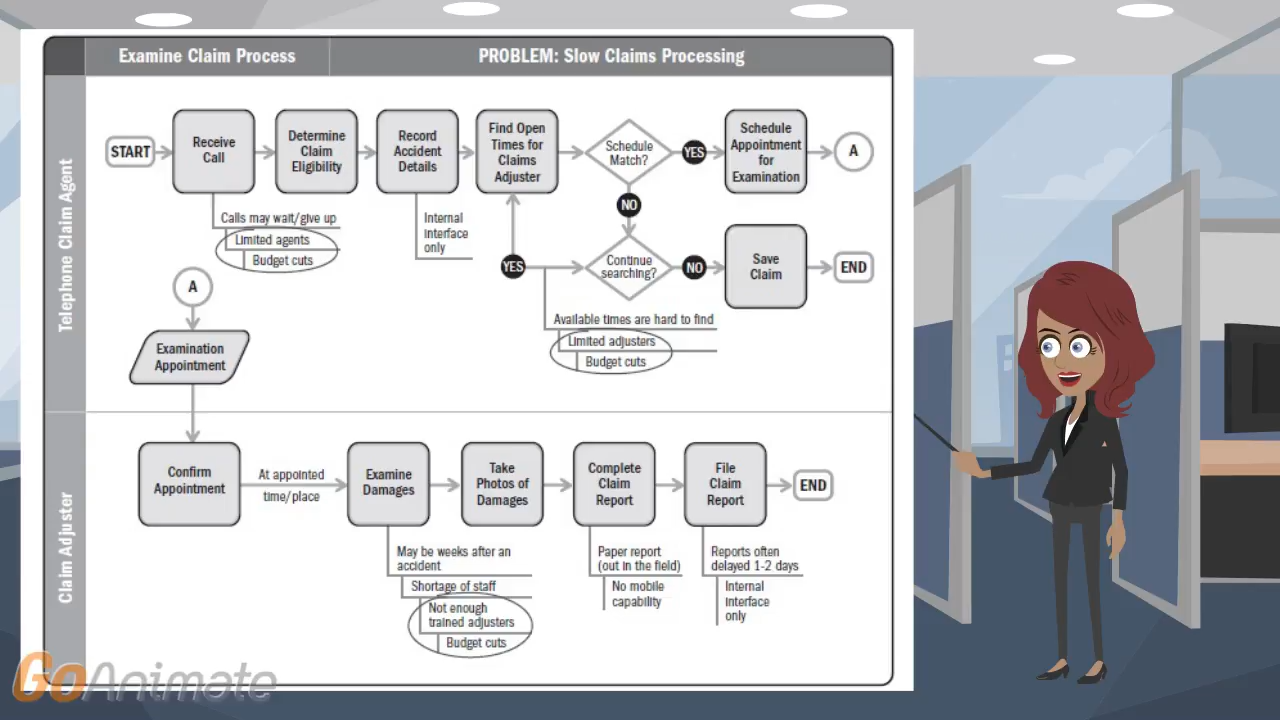 Examine Claim Process
PROBLEM: Slow Claims Processing
Telephone Claim Agent
START
Receive
Call
Determine
Claim
Eligibility
Record
Accident
Details
Find Open
Times for
Claims
Adjuster
Schedule
Match?
YES
Schedule
Appointment
for
Examination
A
Calls may wait/give up
Limited agents
Budget cuts
Internal
Interface
only
NO
YES
Continue
searching?
NO
Save
Claim
END
Available times are hard to find
Limited adjusters
Budget cuts
A
Examination
Appointment
Claim Adjuster
Confirm
Appointment
At appointed
time/place
Examine
Damages
Take
Photos of
Damages
Complete
Claim
Report
File
Claim
Report
END
May be weeks after an
accident
Shortage of staff
Not enough
trained adjusters
Budget cuts
Paper report
(out in the field)
No mobile
capability
Reports often
delayed 1-2 days
Internal
Interface
only
GoAnimate